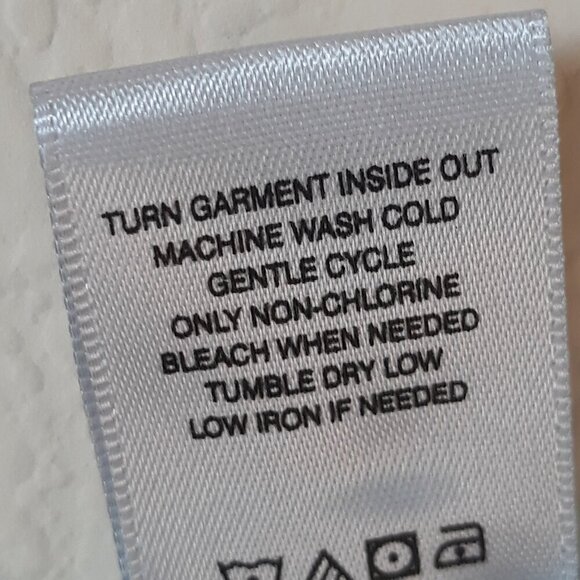 TURN GARMENT INSIDE OUT
MACHINE WASH COLD
GENTLE CYCLE
ONLY NON-CHLORINE
BLEACH WHEN NEEDED
TUMBLE DRY LOW
LOW IRON IF NEEDED